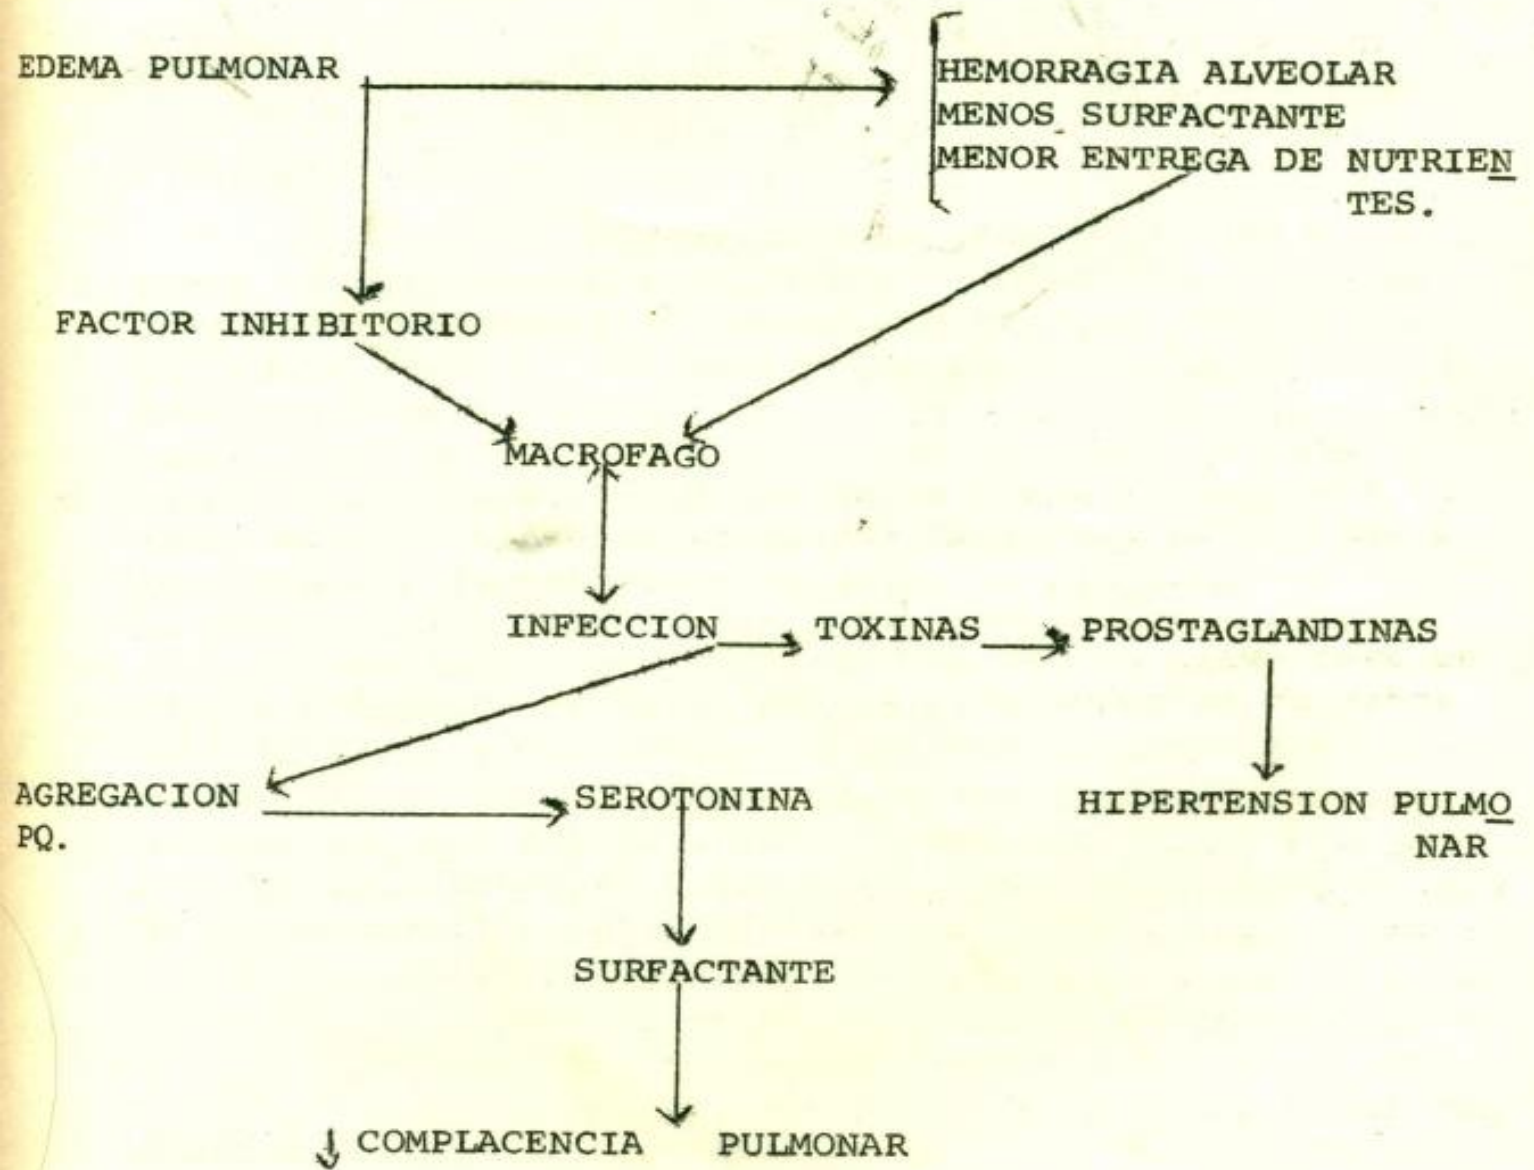 EDEMA PULMONAR
HEMORRAGIA ALVEOLAR
MENOS SURFACTANTE
MENOR ENTREGA DE NUTRIEN
TES.
FACTOR INHIBITORIO
MACROFAGO
INFECCION
TOXINAS
PROSTAGLANDINAS
AGREGACION
PQ.
SEROTONINA
HIPERTENSION PULMO
NAR
SURFACTANTE
↓ COMPLACENCIA PULMONAR